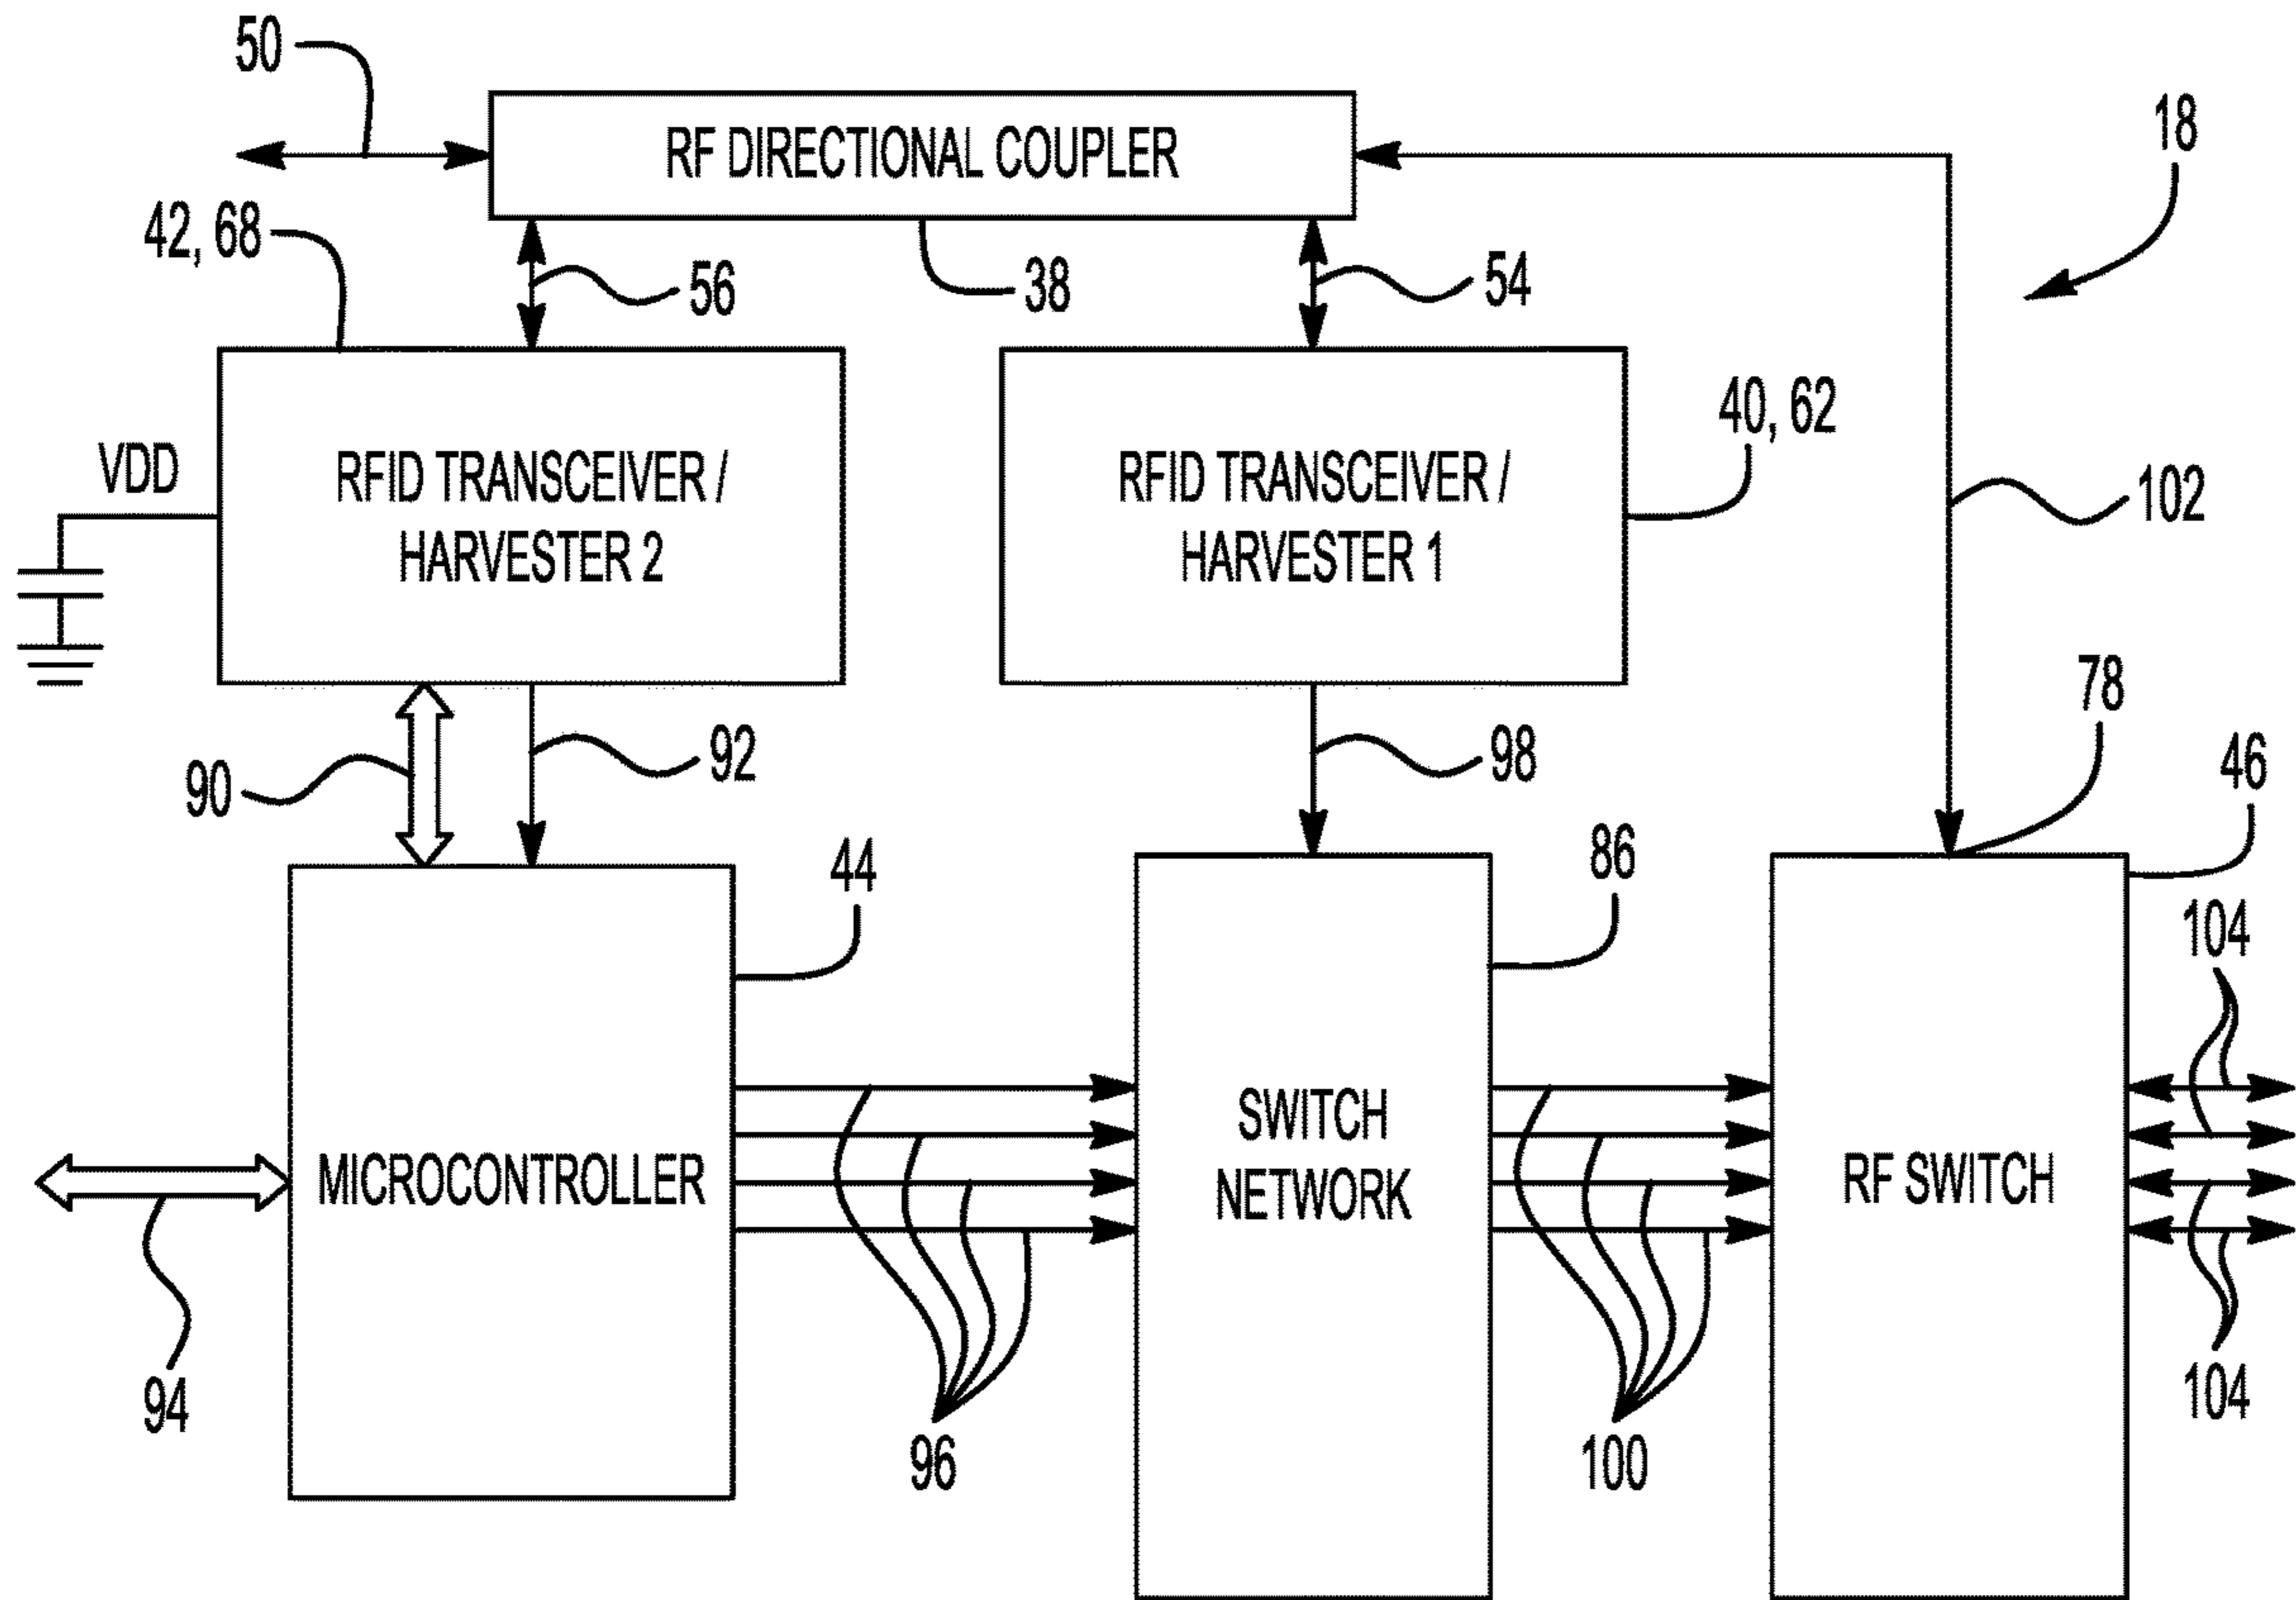 50
RF DIRECTIONAL COUPLER
18
42, 68
56
38
54
40, 62
VDD
RFID TRANSCEIVER /
HARVESTER 2
RFID TRANSCEIVER /
HARVESTER 1
102
78
90
92
98
46
44
86
104
MICROCONTROLLER
SWITCH
NETWORK
RF SWITCH
94
96
100
104